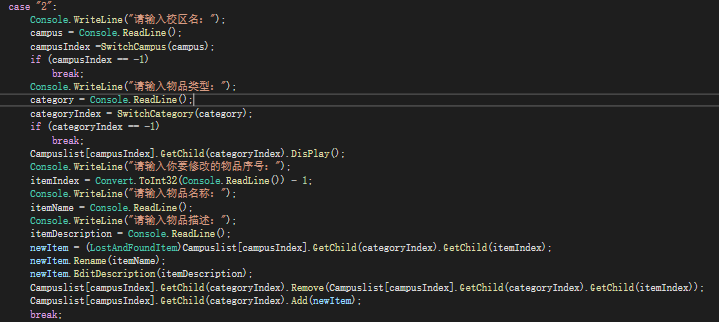 case "2":
Console.WriteLine("请输入校区名：");
campus = Console.ReadLine();
campusIndex =SwitchCampus(campus);
if (campusIndex == -1)
break;
Console.WriteLine("请输入物品类型：");
category = Console.ReadLine();
categoryIndex = SwitchCategory(category);
if (categoryIndex == -1)
break;
Campuslist[campusIndex].GetChild(categoryIndex).DisPlay();
Console.WriteLine("请输入你要修改的物品序号：");
itemIndex = Convert.ToInt32(Console.ReadLine()) - 1;
Console.WriteLine("请输入物品名称：");
itemName = Console.ReadLine();
Console.WriteLine("请输入物品描述：");
itemDescription = Console.ReadLine();
newItem = (LostAndFoundItem)Campuslist[campusIndex].GetChild(categoryIndex).GetChild(itemIndex);
newItem.Rename(itemName);
newItem.EditDescription(itemDescription);
Campuslist[campusIndex].GetChild(categoryIndex).Remove(Campuslist[campusIndex].GetChild(categoryIndex).GetChild(itemIndex));
Campuslist[campusIndex].GetChild(categoryIndex).Add(newItem);
break;